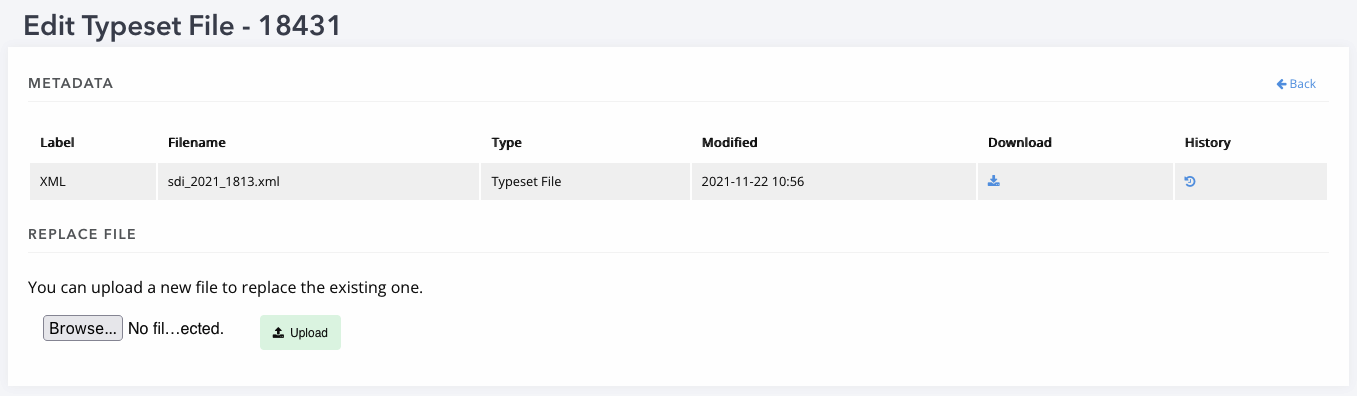 Edit Typeset File - 18431
METADATA
Back
Label Filename Type Modified Download History
XML sdi_2021_1813.xml Typeset File 2021-11-22 10:56
REPLACE FILE
You can upload a new file to replace the existing one.
Browse... No fil...ected. Upload